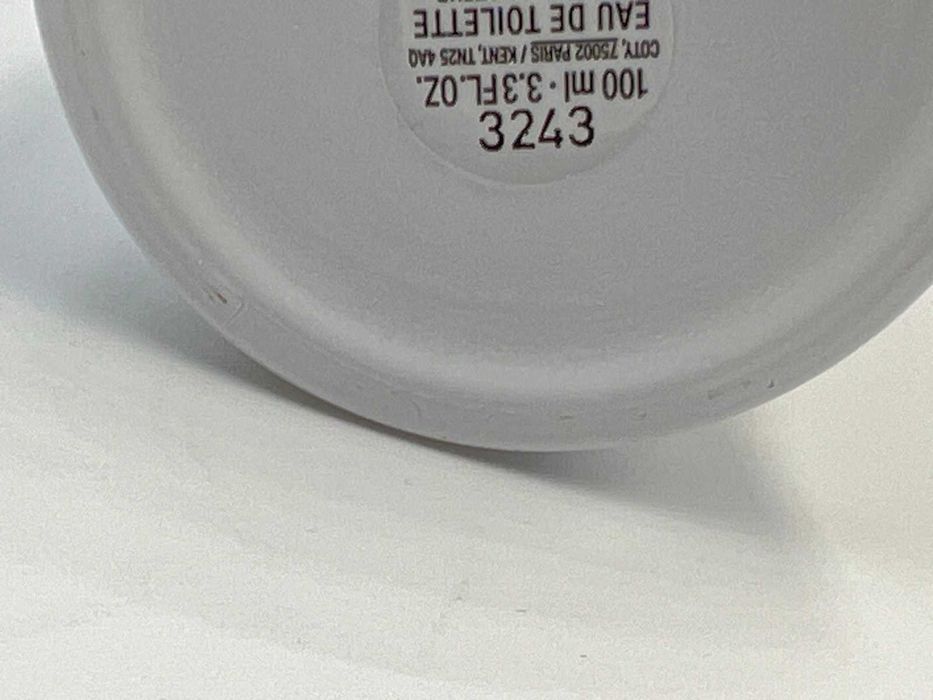 3243
100 ml · 3.3 FL.OZ.
COTY, 75002 PARIS / KENT, TN25 4AQ
EAU DE TOILETTE